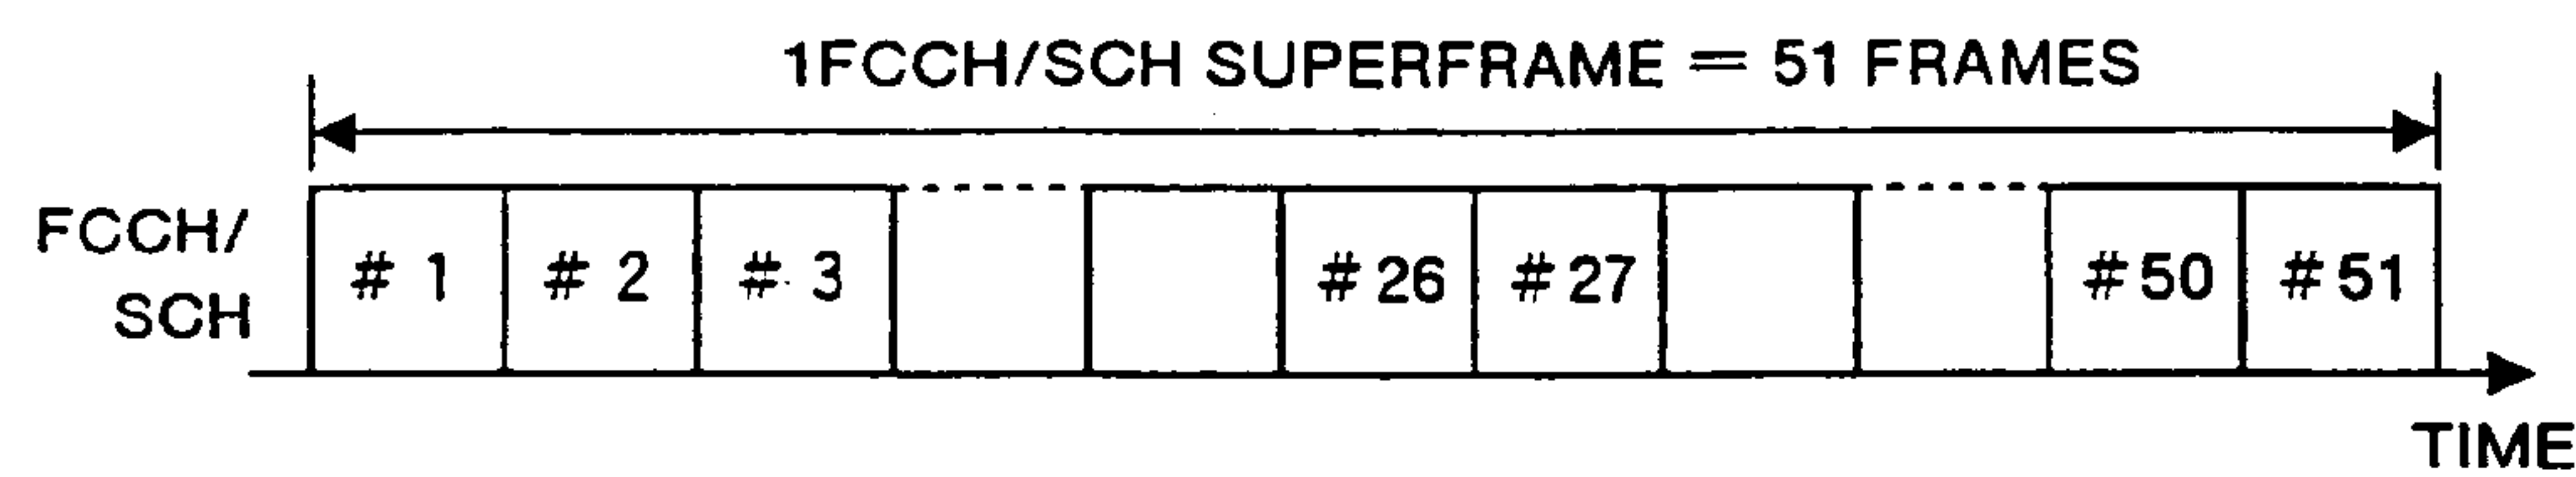 1FCCH/SCH SUPERFRAME = 51 FRAMES
FCCH/
SCH
# 1 # 2 # 3 # 26 # 27 # 50 # 51
TIME